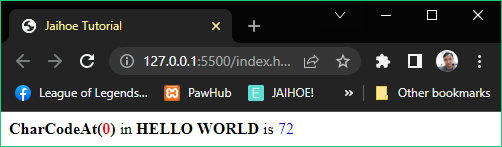 Jaihoe Tutorial
127.0.0.1:5500/index.h...
League of Legends...
PawHub
E
JAIHOE!
Other bookmarks
CharCodeAt(0) in HELLO WORLD is 72